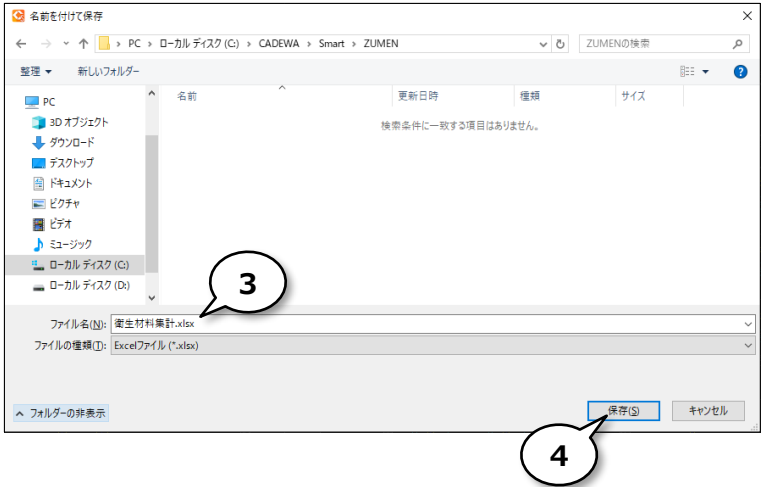 名前を付けて保存
PC › ローカル ディスク (C:) › CADEWA › Smart › ZUMEN
ZUMENの検索
整理 新しいフォルダー
名前 更新日時 種類 サイズ
検索条件に一致する項目はありません。
PC
3D オブジェクト
ダウンロード
デスクトップ
ドキュメント
ピクチャ
ビデオ
ミュージック
ローカル ディスク (C:)
ローカル ディスク (D:)
3
ファイル名(N): 衛生材料集計.xlsx
ファイルの種類(T): Excelファイル (*.xlsx)
フォルダーの非表示
保存(S) キャンセル
4